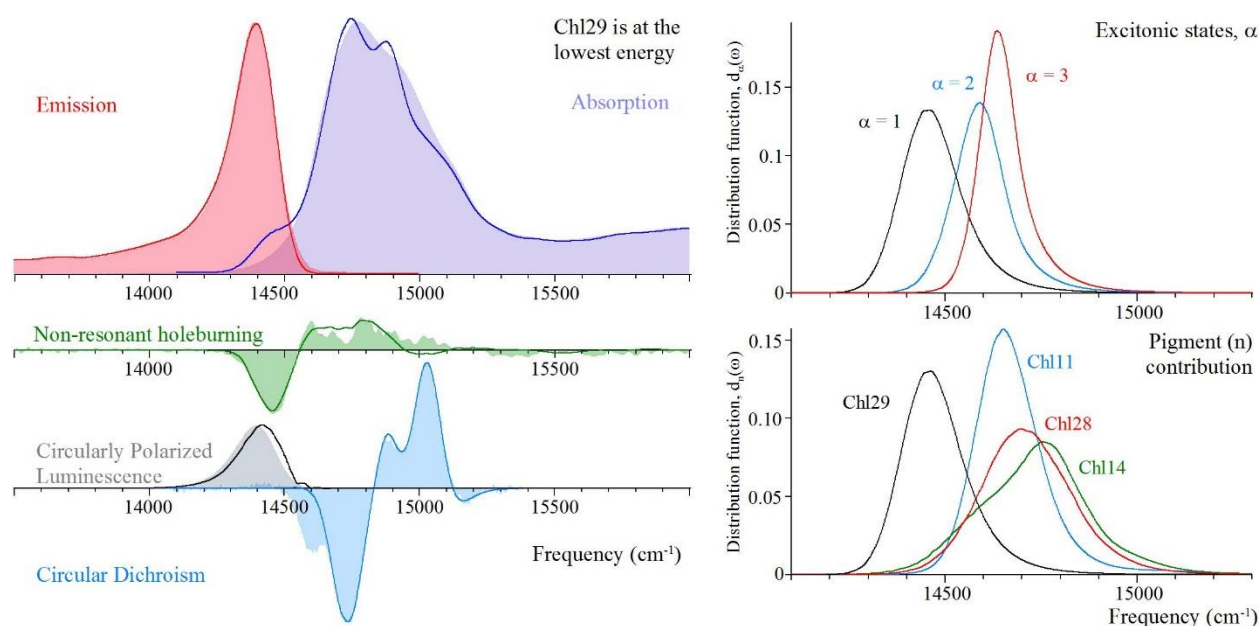 Chl29 is at the
lowest energy
Emission
Absorption
14000
14500
15000
15500
Non-resonant holeburning
14000
15500
Circularly Polarized
Luminescence
14000
14500
15000
15500
Frequency (cm⁻¹)
Circular Dichroism
Excitonic states, α
Distribution function, dα(ω)
0.15
0.1
0.05
0
α = 1
α = 2
α = 3
14500
15000
Pigment (n)
contribution
Distribution function, dn(ω)
0.15
0.10
0.05
0
Chl29
Chl11
Chl28
Chl14
14500
15000
Frequency (cm⁻¹)